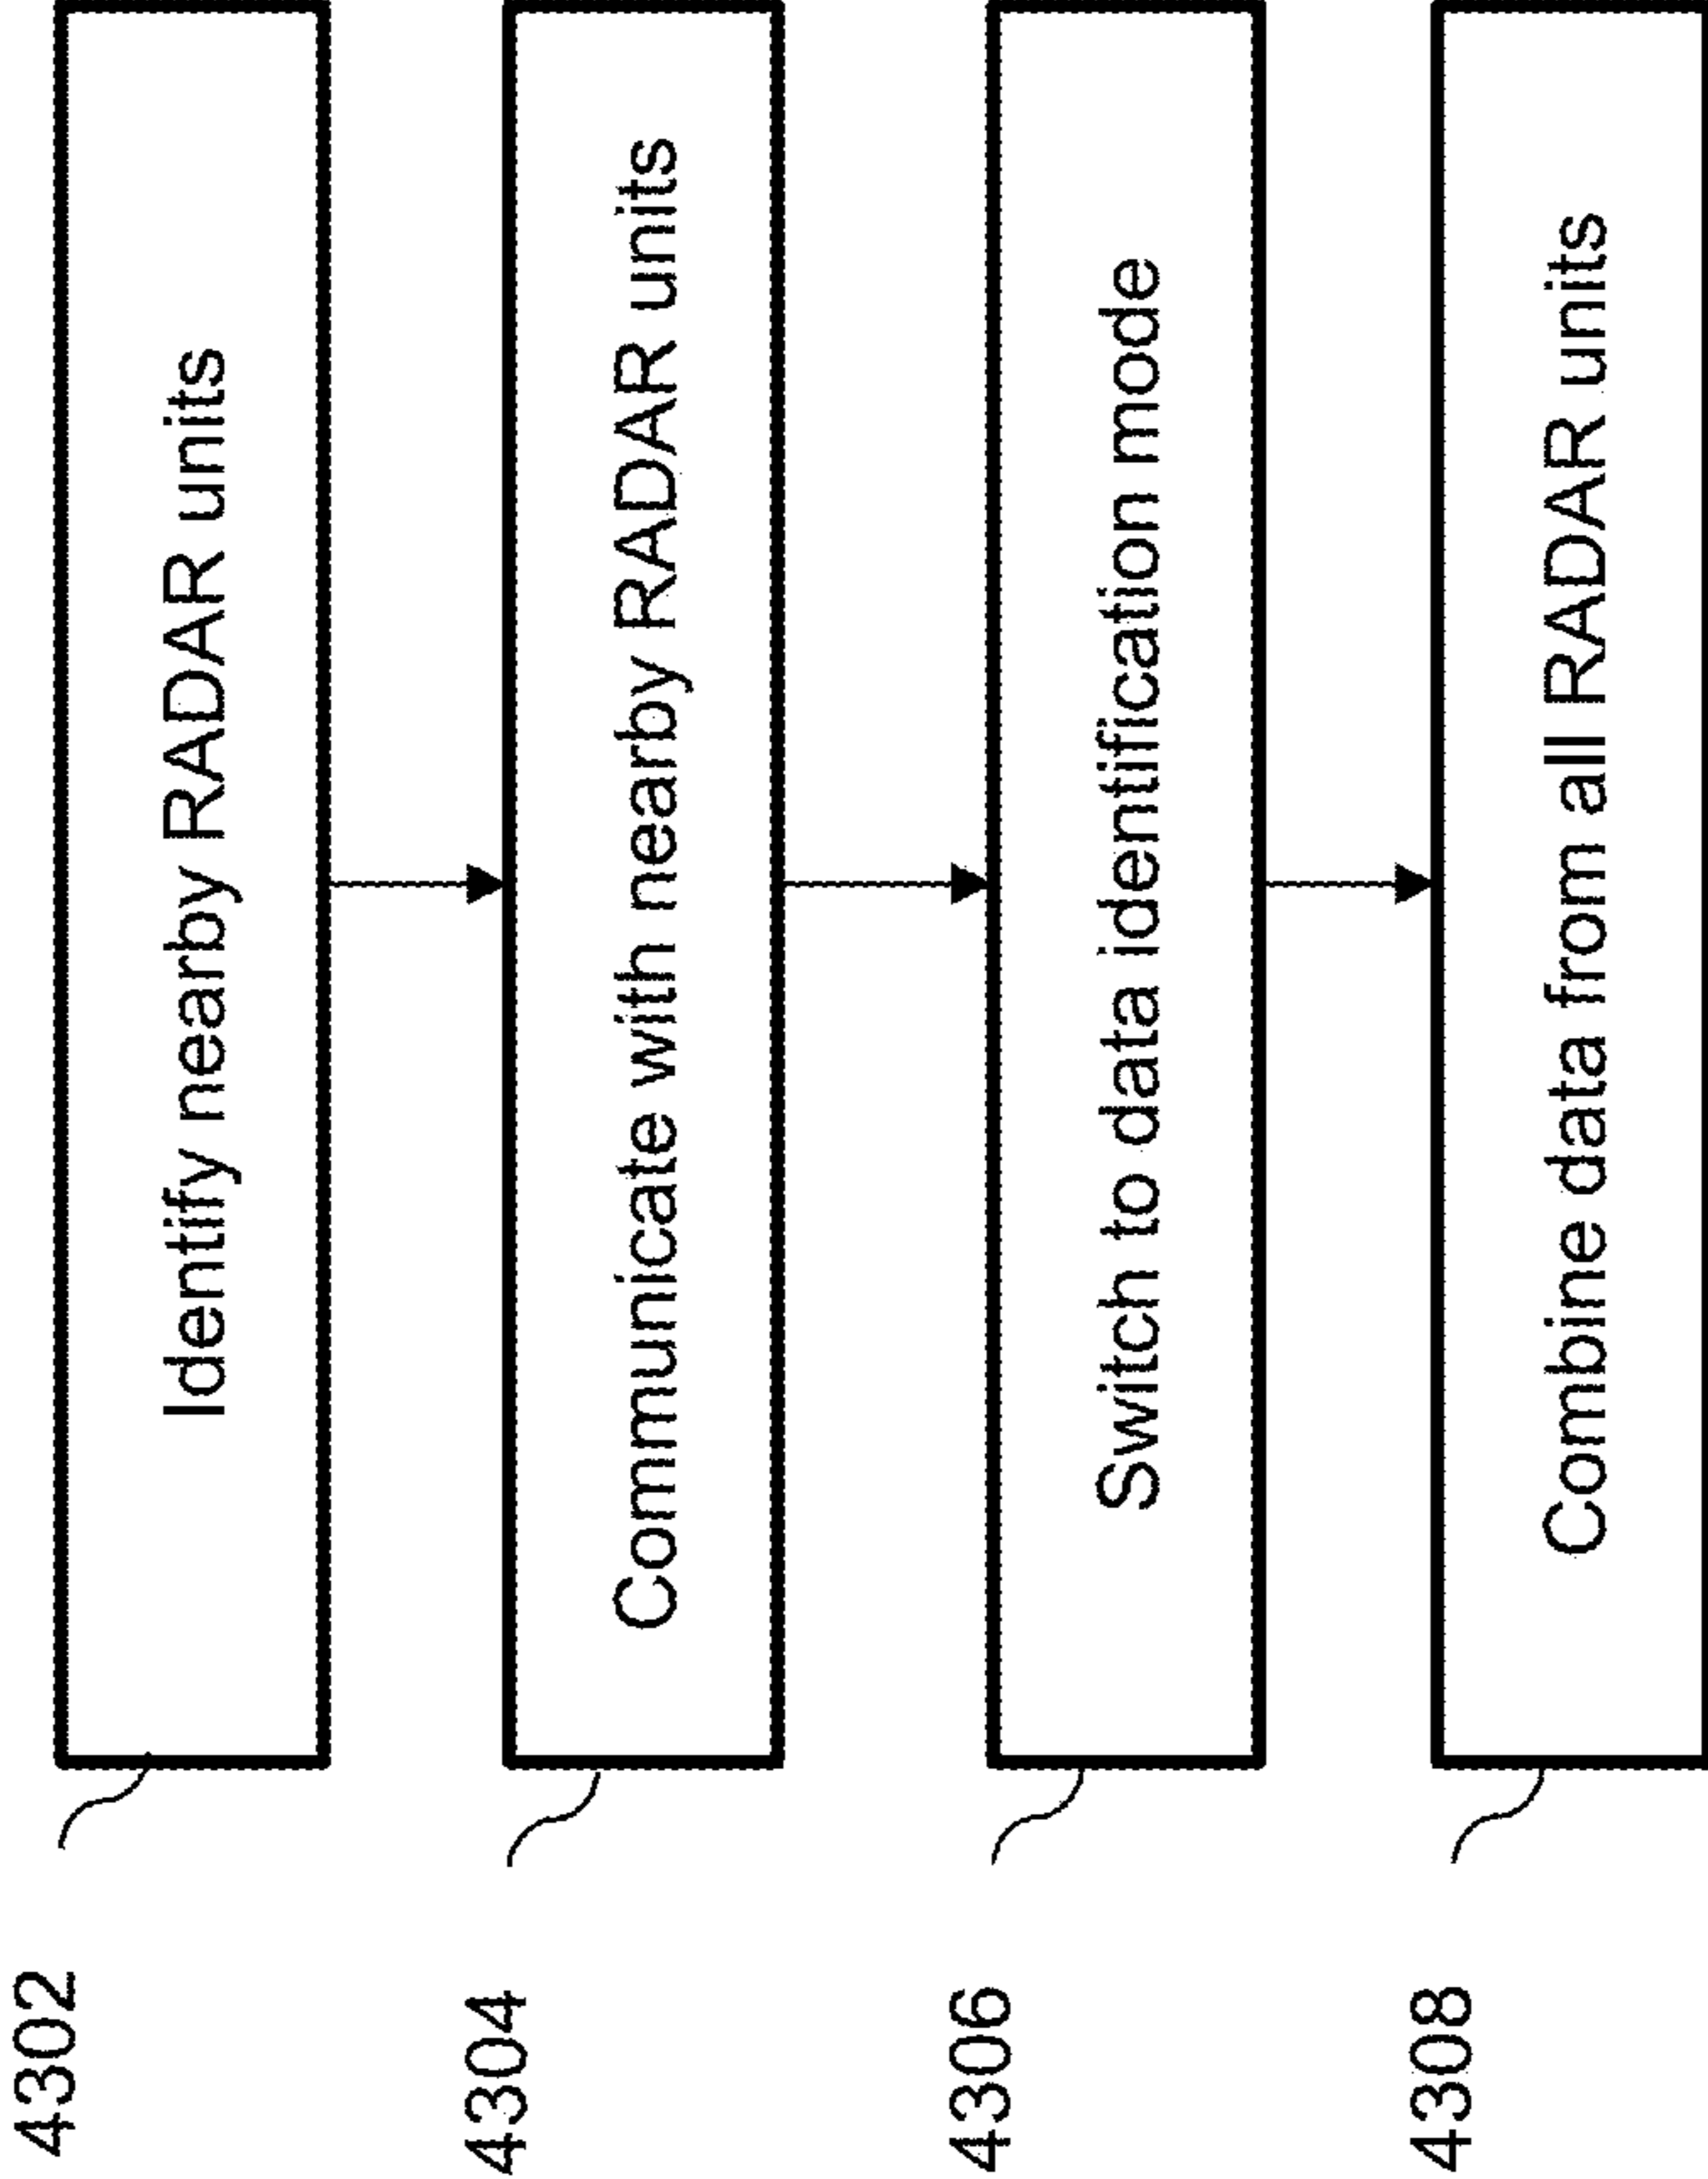 4302
Identify nearby RADAR units
4304
Communicate with nearby RADAR units
4306
Switch to data identification mode
4308
Combine data from all RADAR units